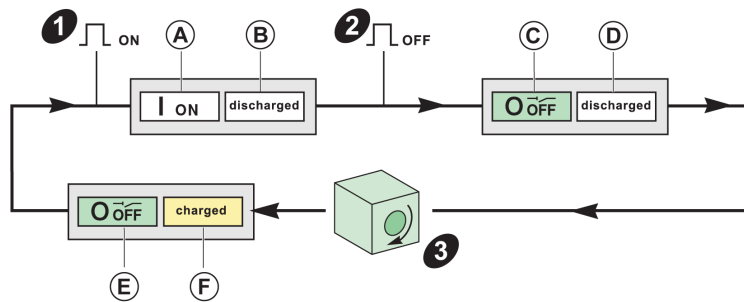 1 ON A B 2 OFF C D
I ON discharged O OFF discharged
O OFF charged
3
E F